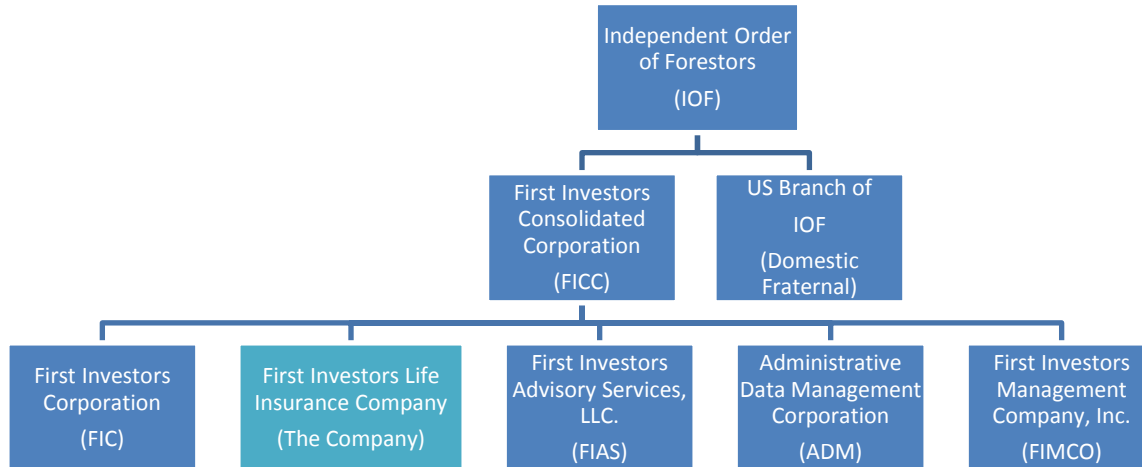 Independent Order
of Forestors
(IOF)
First Investors
Consolidated
Corporation
(FICC)
US Branch of
IOF
(Domestic
Fraternal)
First Investors
Corporation
(FIC)
First Investors Life
Insurance Company
(The Company)
First Investors
Advisory Services,
LLC.
(FIAS)
Administrative
Data Management
Corporation
(ADM)
First Investors
Management
Company, Inc.
(FIMCO)